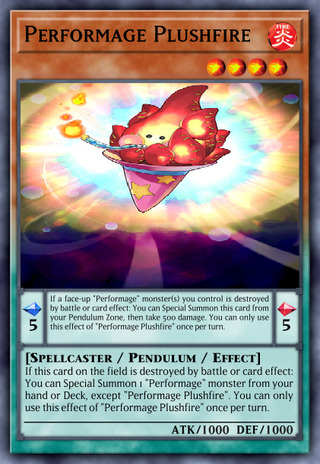 Performage Plushfire
FIRE
炎
If a face-up "Performage" monster(s) you control is destroyed
by battle or card effect: You can Special Summon this card from
your Pendulum Zone, then take 500 damage. You can only use
this effect of "Performage Plushfire" once per turn.
5
5
[Spellcaster / Pendulum / Effect]
If this card on the field is destroyed by battle or card effect:
You can Special Summon 1 "Performage" monster from your
hand or Deck, except "Performage Plushfire". You can only
use this effect of "Performage Plushfire" once per turn.
ATK/1000 DEF/1000